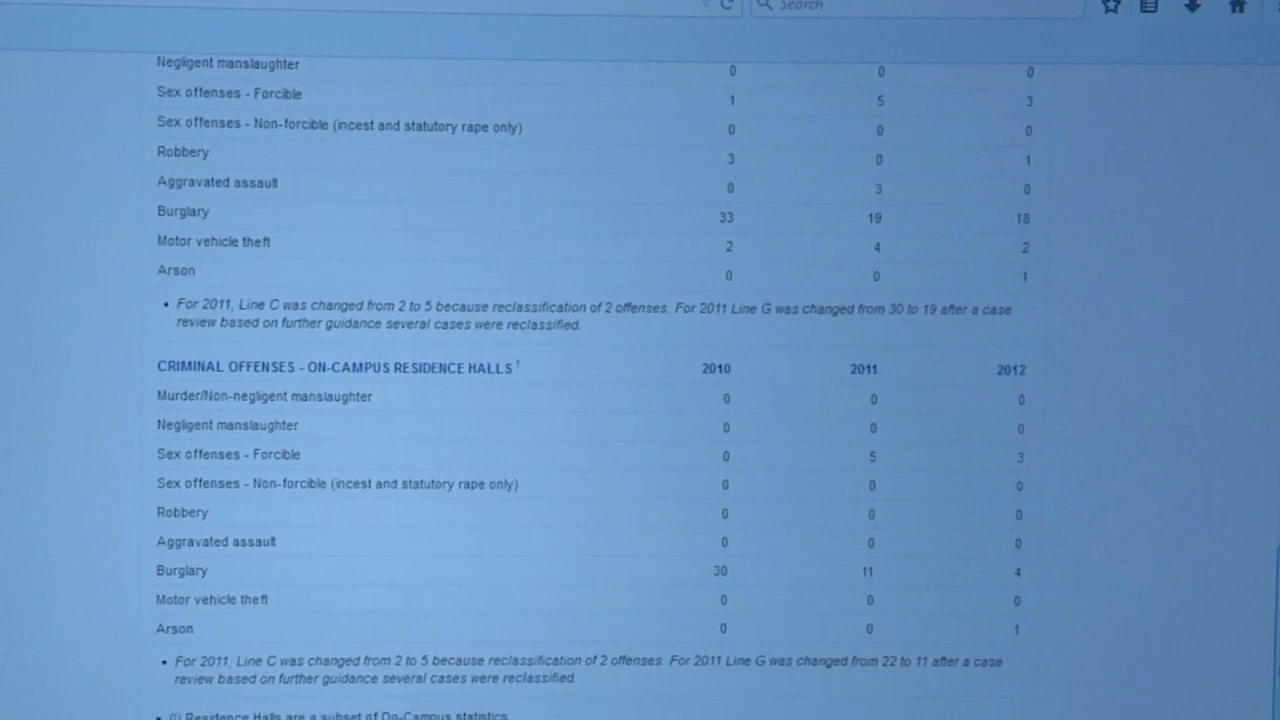 Search
Negligent manslaughter 0 0 0
Sex offenses - Forcible 1 5 3
Sex offenses - Non-forcible (incest and statutory rape only) 0 0 0
Robbery 3 0 1
Aggravated assault 0 3 0
Burglary 33 19 18
Motor vehicle theft 2 4 2
Arson 0 0 1
• For 2011, Line C was changed from 2 to 5 because reclassification of 2 offenses. For 2011 Line G was changed from 30 to 19 after a case
review based on further guidance several cases were reclassified.
CRIMINAL OFFENSES - ON-CAMPUS RESIDENCE HALLS 2010 2011 2012
Murder/Non-negligent manslaughter 0 0 0
Negligent manslaughter 0 0 0
Sex offenses - Forcible 0 5 3
Sex offenses - Non-forcible (incest and statutory rape only) 0 0 0
Robbery 0 0 0
Aggravated assault 0 0 0
Burglary 30 11 4
Motor vehicle theft 0 0 0
Arson 0 0 1
• For 2011, Line C was changed from 2 to 5 because reclassification of 2 offenses. For 2011 Line G was changed from 22 to 11 after a case
review based on further guidance several cases were reclassified.
Residence Halls are a subset of On-Campus statistics